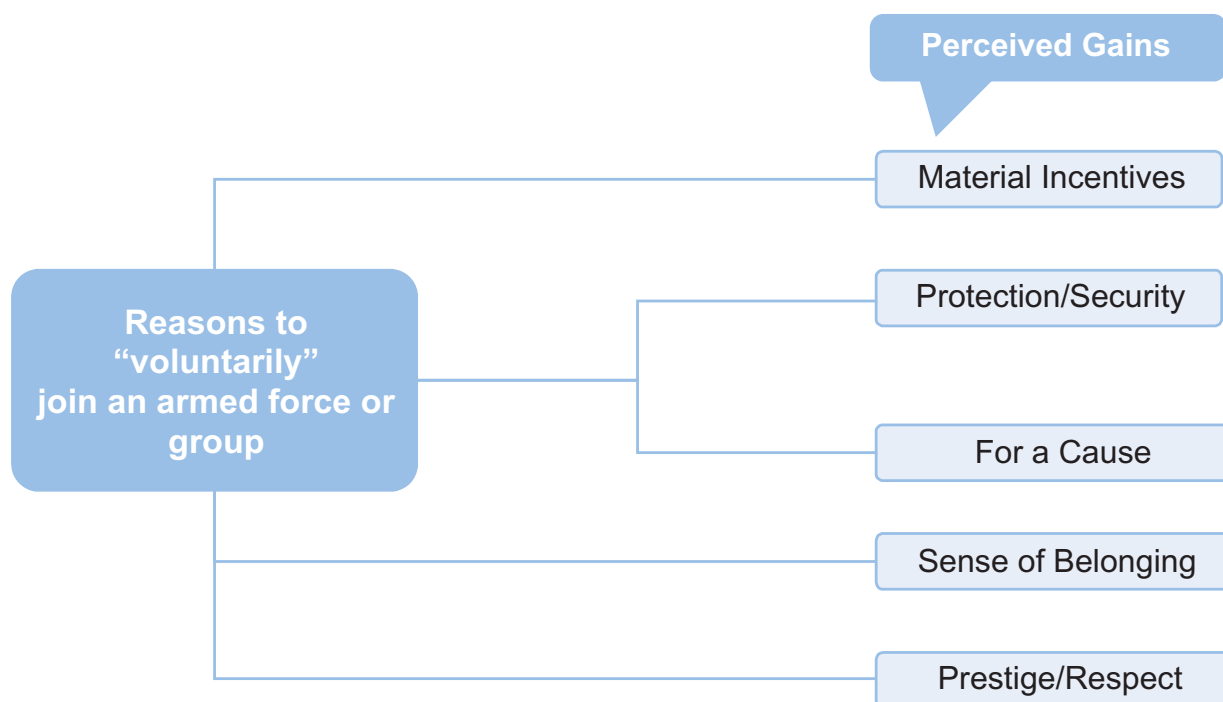 Perceived Gains
Material Incentives
Protection/Security
Reasons to
“voluntarily”
join an armed force or
group
For a Cause
Sense of Belonging
Prestige/Respect